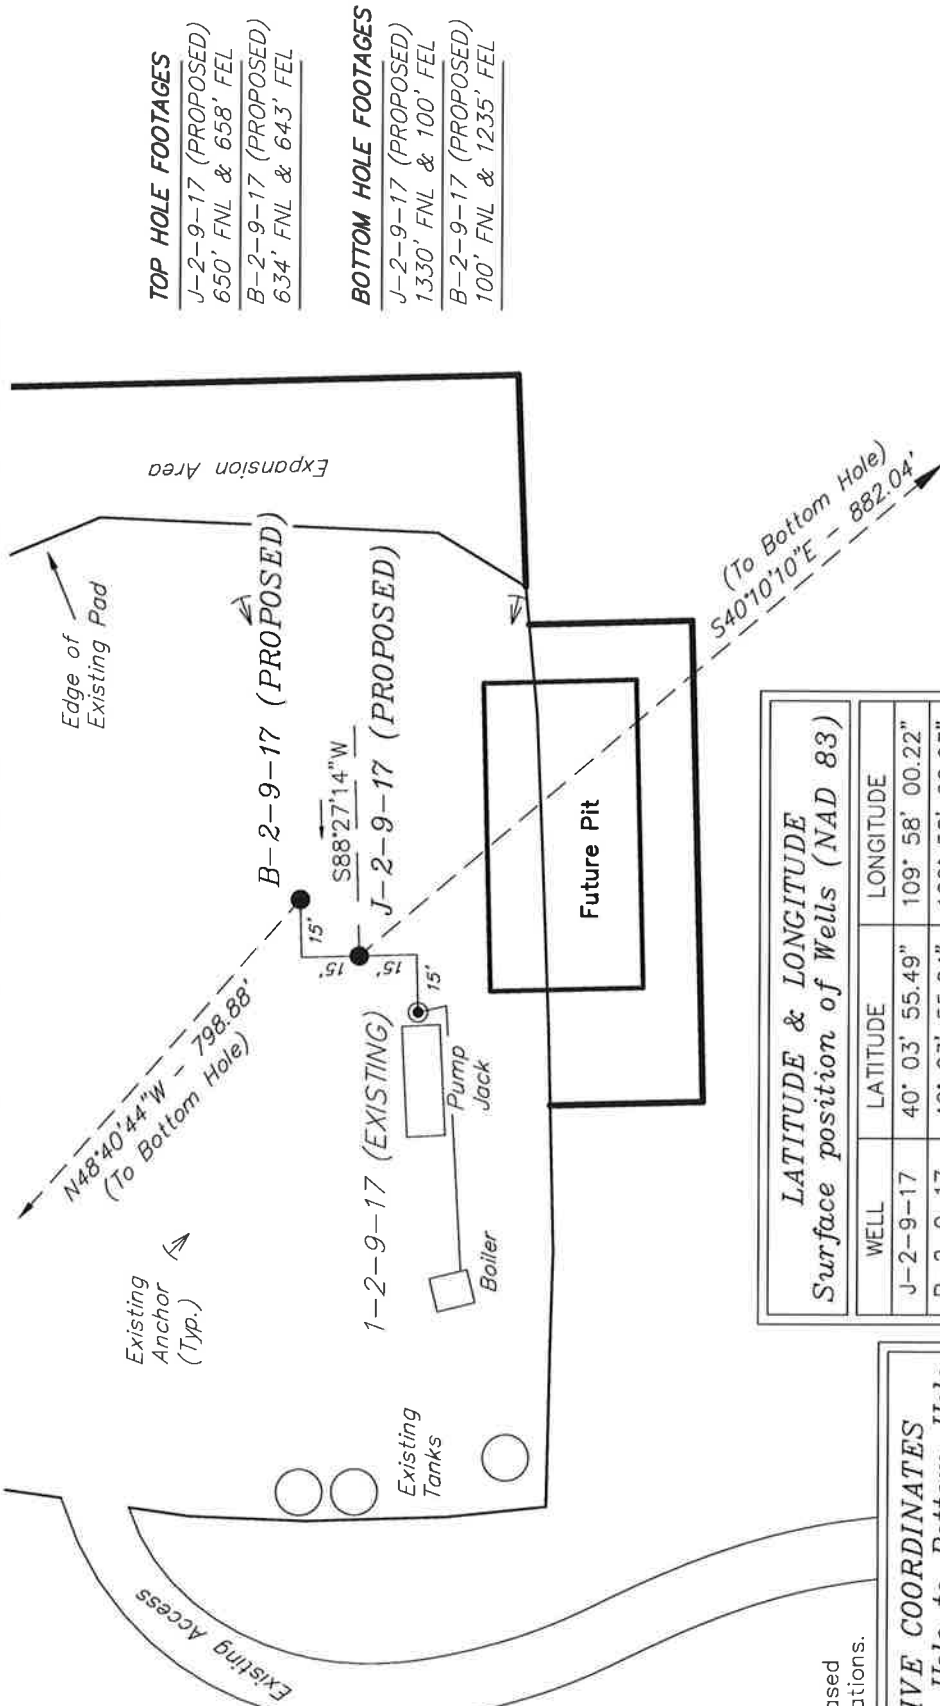 TOP HOLE FOOTAGES
J-2-9-17 (PROPOSED)
650' FNL & 658' FEL
B-2-9-17 (PROPOSED)
634' FNL & 643' FEL
BOTTOM HOLE FOOTAGES
J-2-9-17 (PROPOSED)
1330' FNL & 100' FEL
B-2-9-17 (PROPOSED)
100' FNL & 1235' FEL
Expansion Area
Edge of
Existing Pad
B-2-9-17 (PROPOSED)
S88°27'14"W
J-2-9-17 (PROPOSED)
15'
15'
15'
15'
N48°40'44"W - 798.88'
(To Bottom Hole)
(To Bottom Hole)
S40°10'10"E - 882.04'
Future Pit
1-2-9-17 (EXISTING)
Pump
Jack
Boiler
Existing
Anchor
(Typ.)
Existing
Tanks
Existing Access
LATITUDE & LONGITUDE
Surface position of Wells (NAD 83)
WELL LATITUDE LONGITUDE
J-2-9-17 40° 03' 55.49" 109° 58' 00.22"
COORDINATES